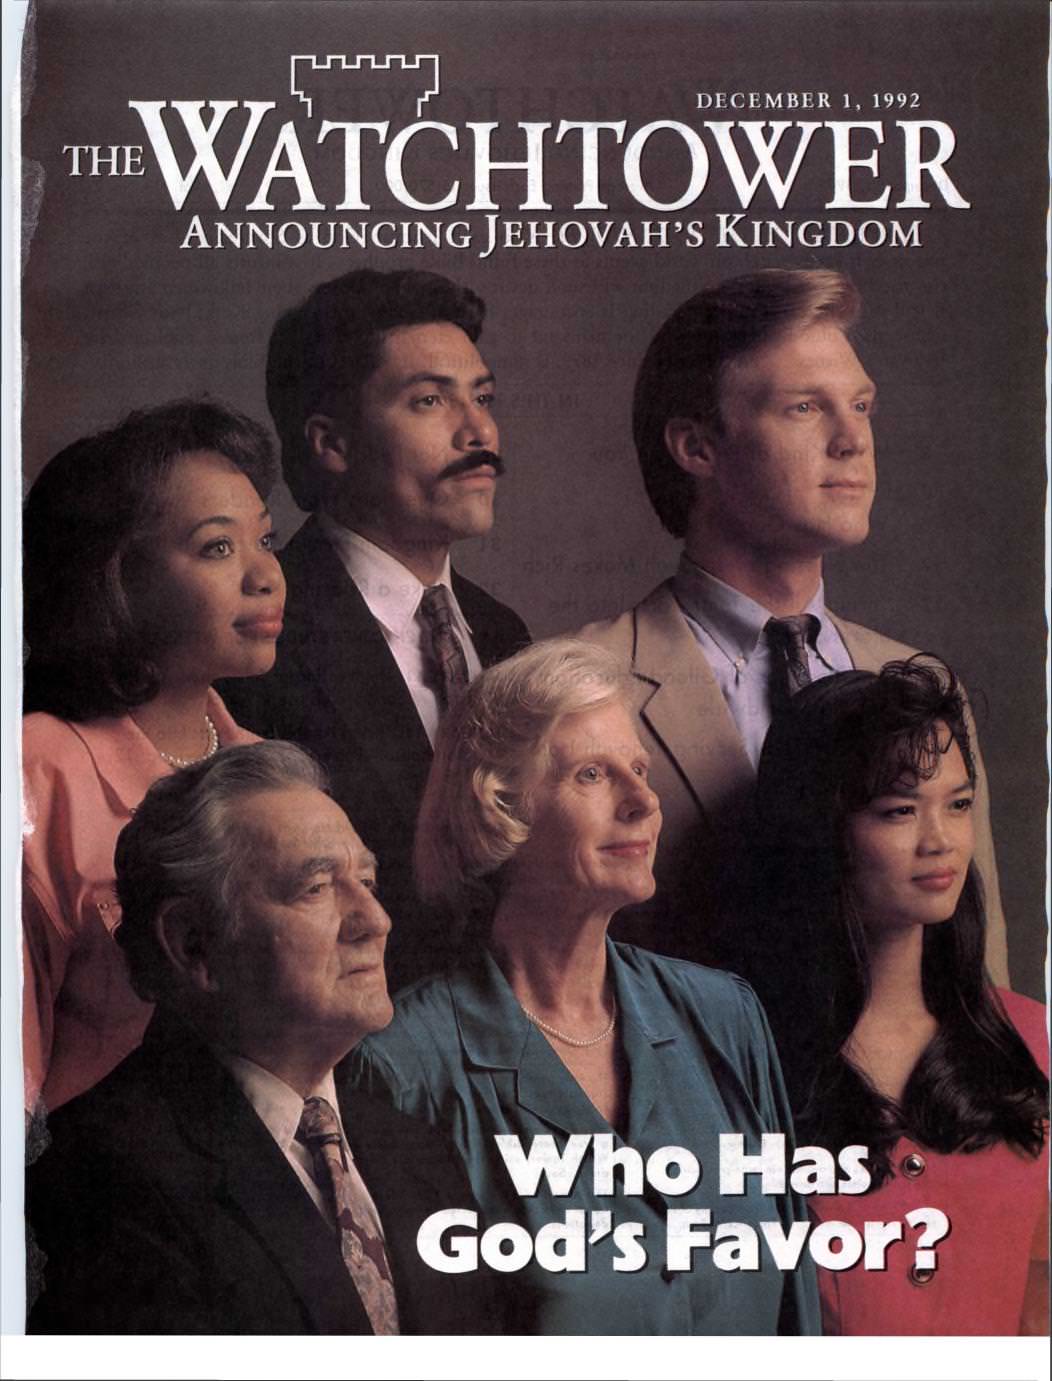 DECEMBER 1, 1992
THE WATCHTOWER
ANNOUNCING JEHOVAH'S KINGDOM
Who Has
God's Favor?